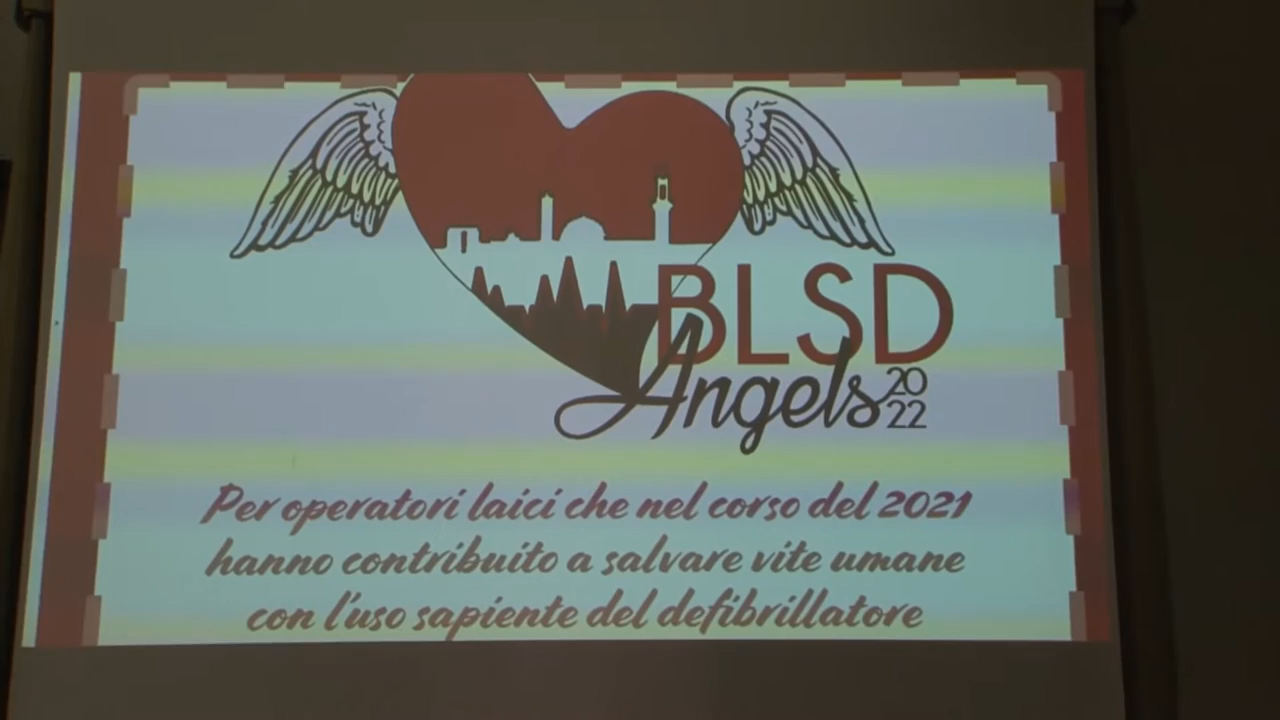 BLSD
Angels 20
22
Per operatori laici che nel corso del 2021
hanno contribuito a salvare vite umane
con l'uso sapiente del defibrillatore